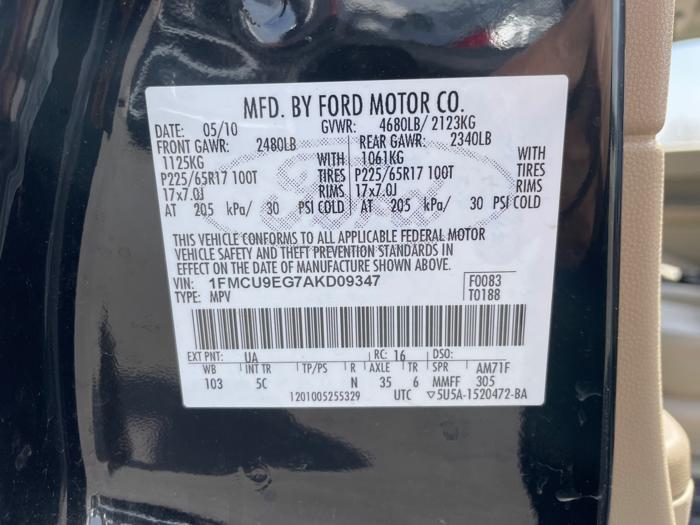 MFD. BY FORD MOTOR CO.
DATE: 05/10 GVWR: 4680LB/ 2123KG
FRONT GAWR: 2480LB REAR GAWR: 2340LB
1125KG WITH 1061KG WITH
P225/65R17 100T TIRES P225/65R17 100T TIRES
17x7.0J RIMS 17x7.0J RIMS
AT 205 kPa/ 30 PSI COLD AT 205 kPa/ 30 PSI COLD
Ford
THIS VEHICLE CONFORMS TO ALL APPLICABLE FEDERAL MOTOR
VEHICLE SAFETY AND THEFT PREVENTION STANDARDS IN
EFFECT ON THE DATE OF MANUFACTURE SHOWN ABOVE.
VIN: 1FMCU9EG7AKD09347 F0083
TYPE: MPV T0188
EXT PNT: UA RC: 16 DSO:
WB INT TR TP/PS R AXLE TR SPR AM71F
103 5C N 35 6 MMFF 305
1201005255329 UTC ▽5U5A-1520472-BA